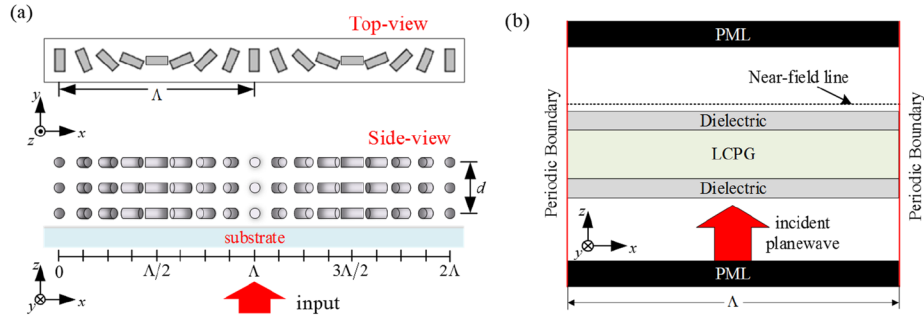 (a)
Top-view
Λ
y
z
x
Side-view
d
substrate
z
y
x
0
Λ/2
Λ
3Λ/2
2Λ
input
(b)
PML
Near-field line
Periodic Boundary
Dielectric
LCPG
Dielectric
Periodic Boundary
z
y
x
incident
planewave
PML
Λ